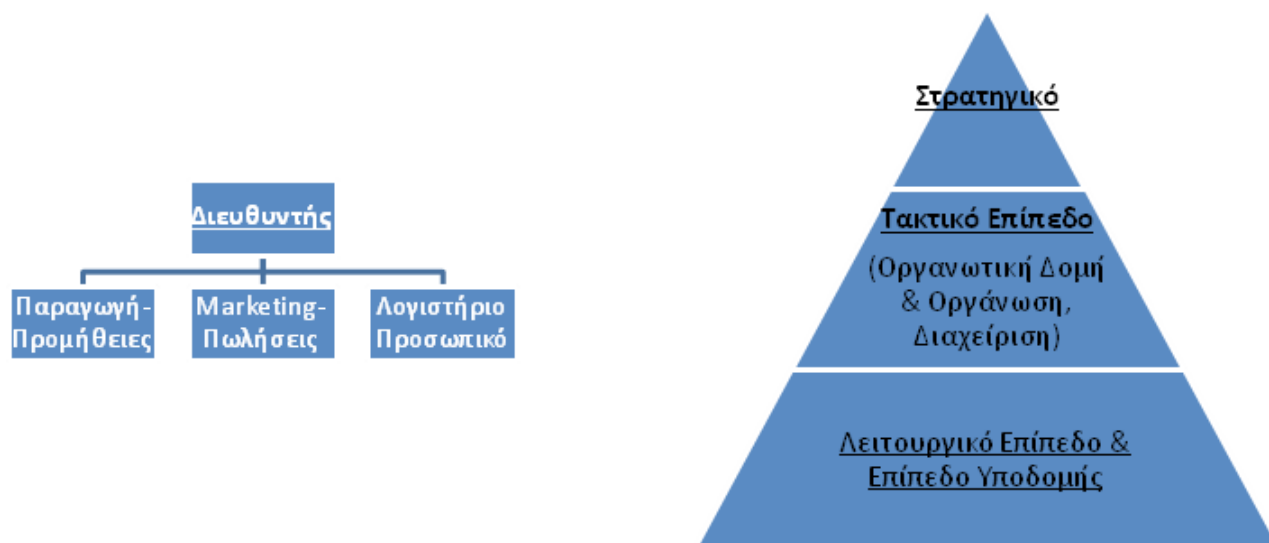 Διευθυντής
Παραγωγή-
Προμήθειες
Marketing-
Πωλήσεις
Λογιστήριο
Προσωπικό
Στρατηγικό
Τακτικό Επίπεδο
(Οργανωτική Δομή
& Οργάνωση,
Διαχείριση)
Λειτουργικό Επίπεδο &
Επίπεδο Υποδομής